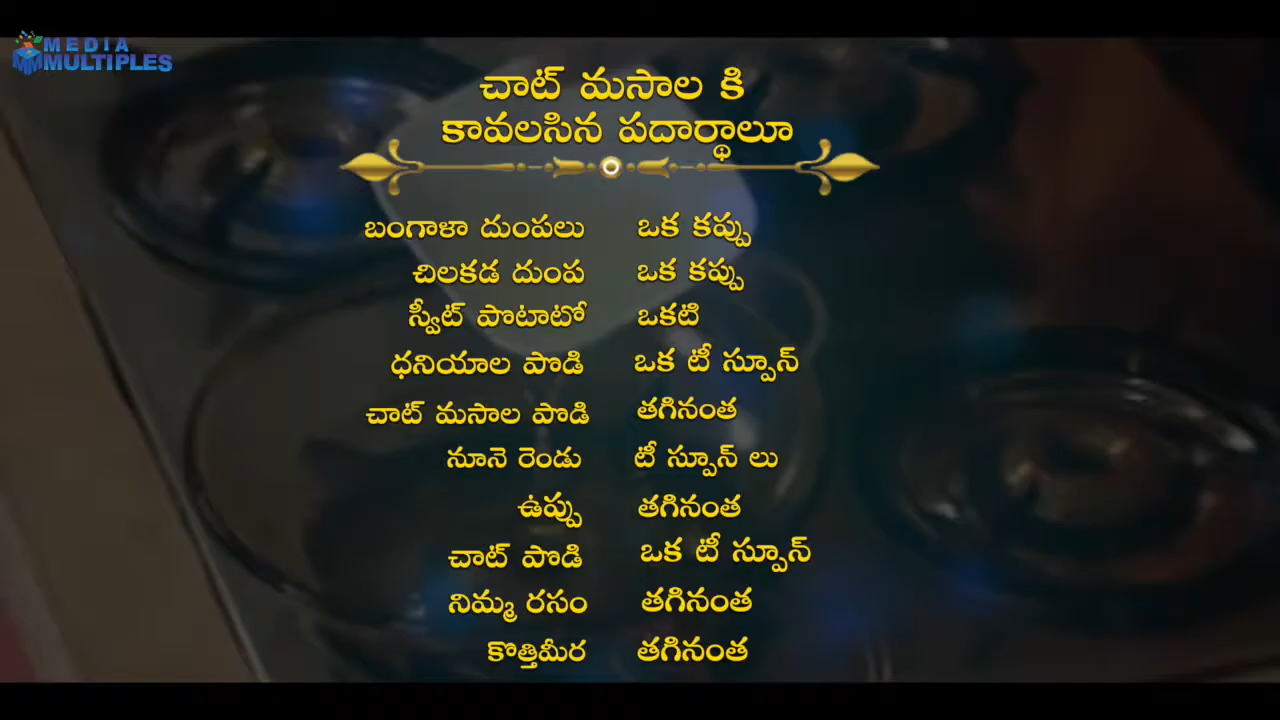 MEDIA
MULTIPLES
చాట్ మసాల కి
కావలసిన పదార్థాలూ
బంగాళా దుంపలు ఒక కప్పు
చిలకడ దుంప ఒక కప్పు
స్వీట్ పొటాటో ఒకటి
ధనియాల పొడి ఒక టీ స్పూన్
చాట్ మసాల పొడి తగినంత
నూనె రెండు టీ స్పూన్ లు
ఉప్పు తగినంత
చాట్ పొడి ఒక టీ స్పూన్
నిమ్మ రసం తగినంత
కొత్తిమీర తగినంత